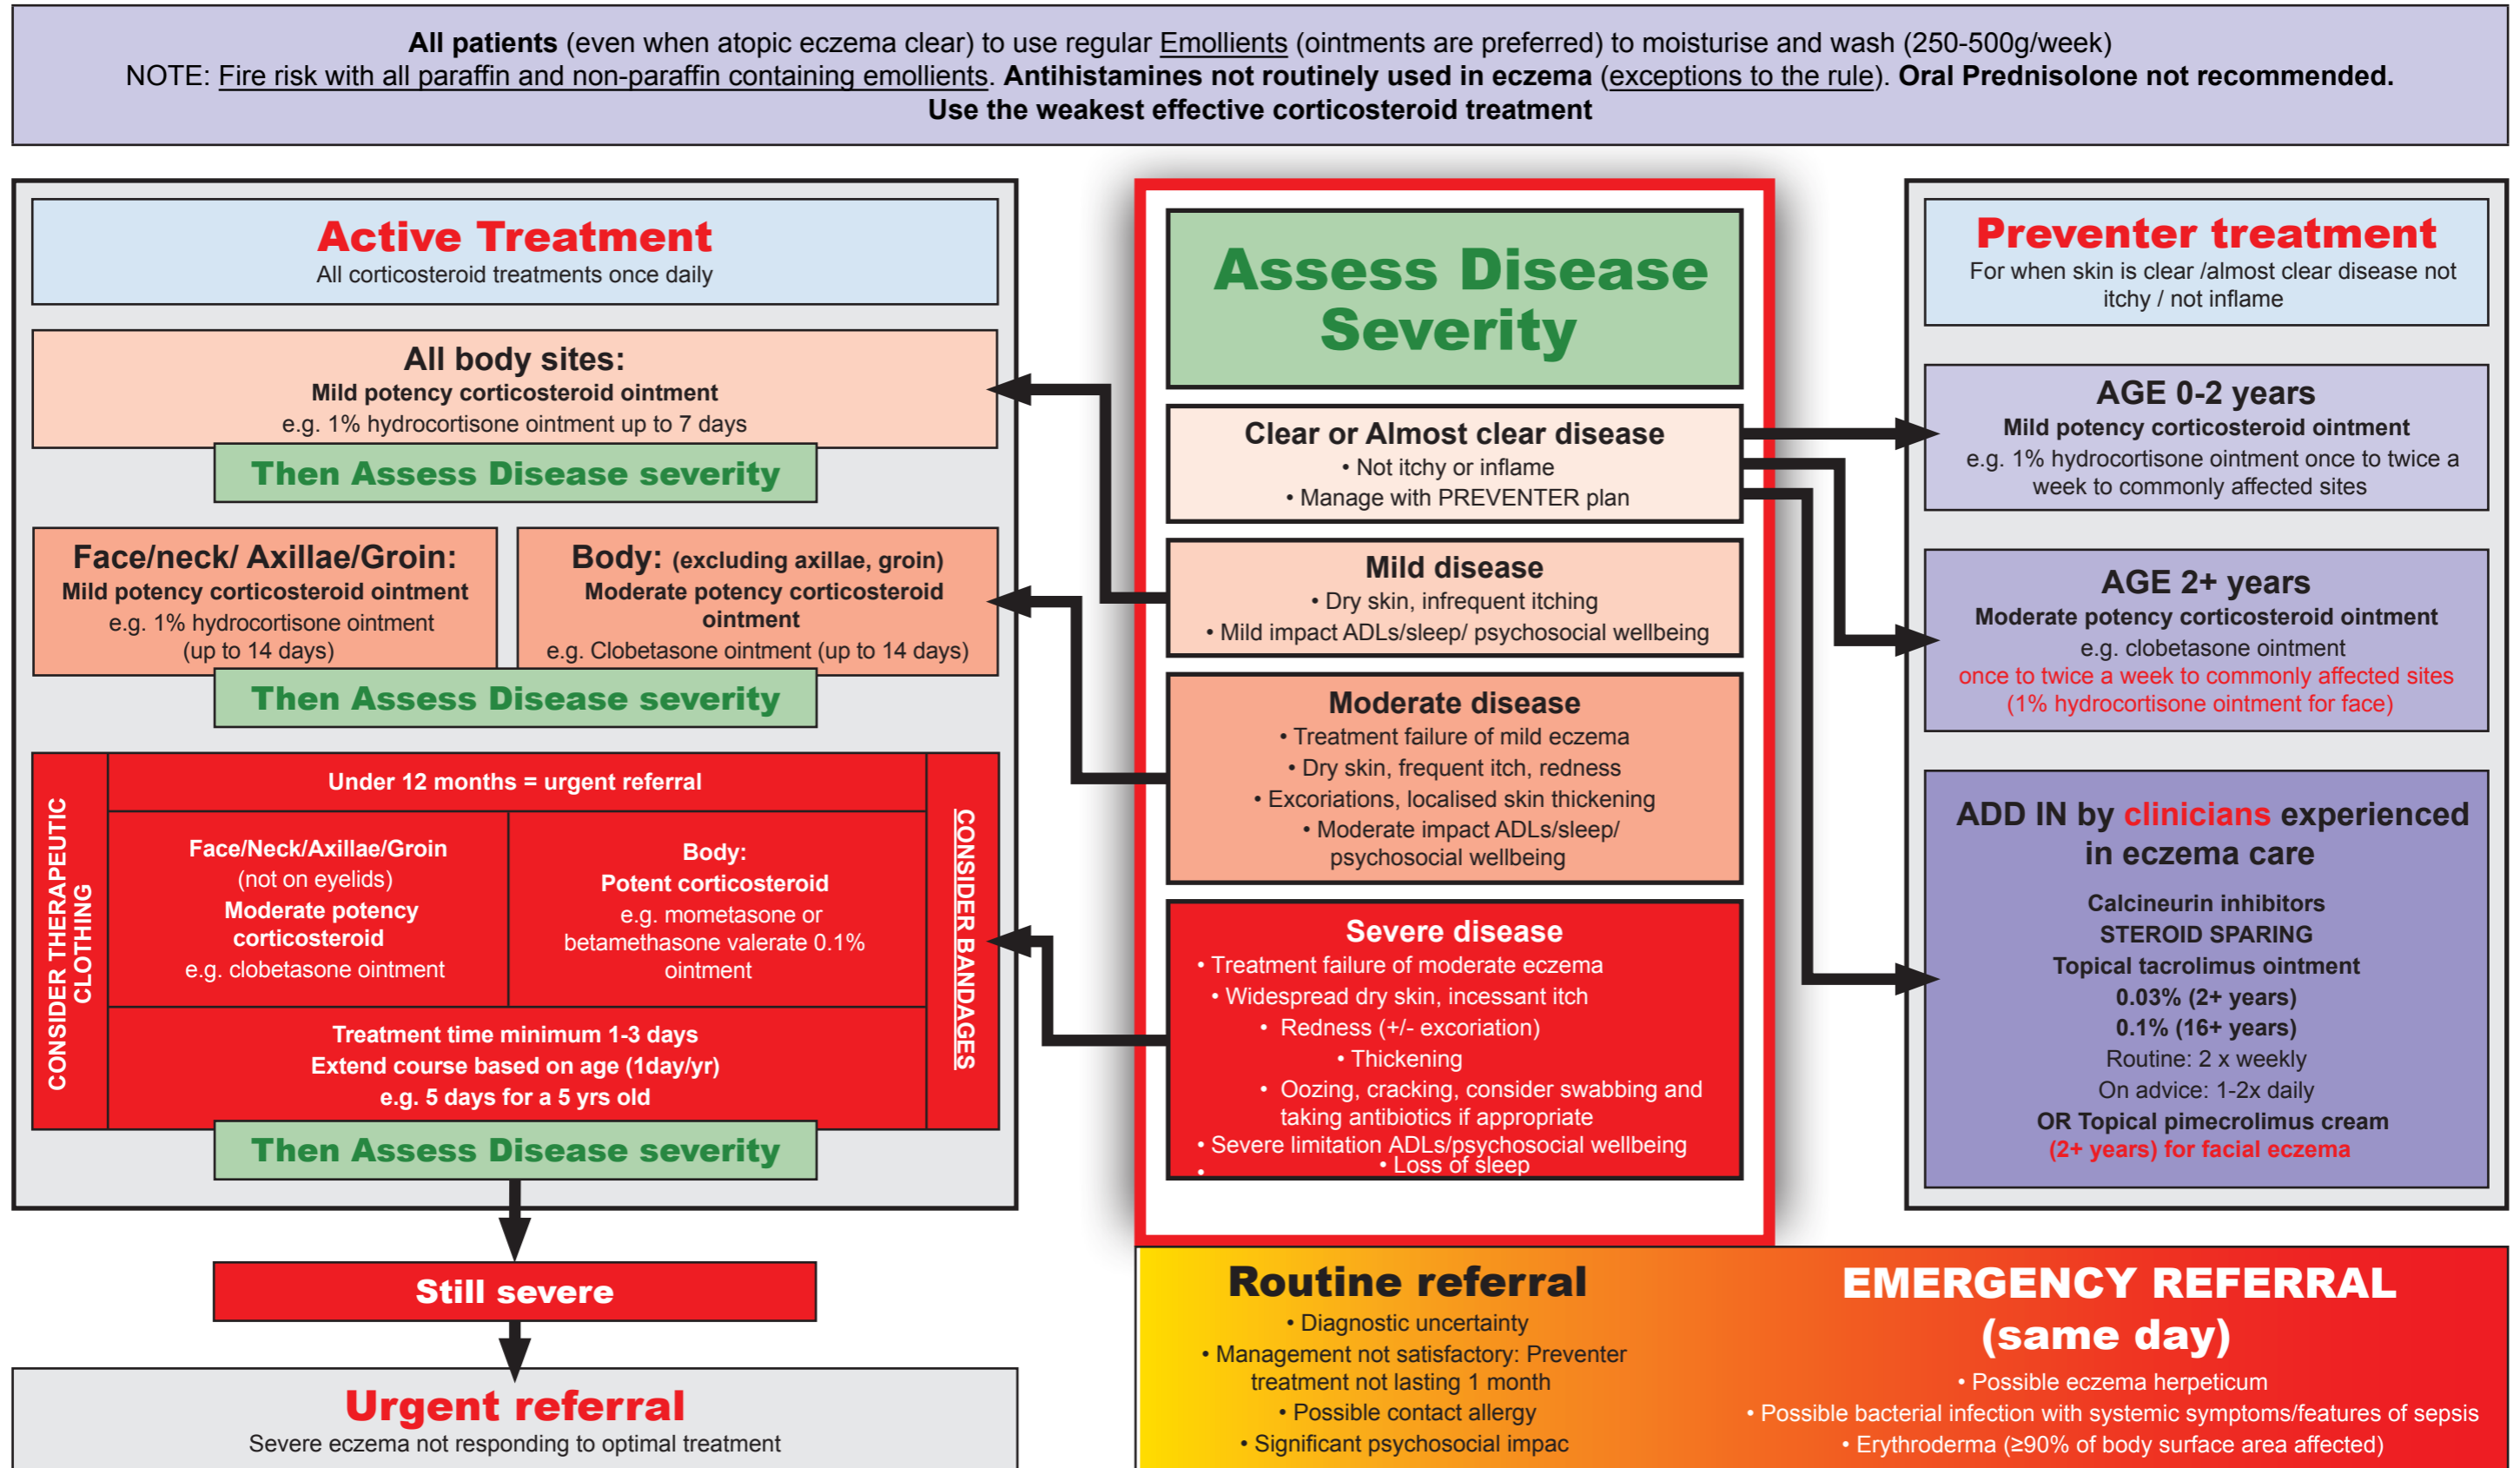 All patients (even when atopic eczema clear) to use regular Emollients (ointments are preferred) to moisturise and wash (250-500g/week)
NOTE: Fire risk with all paraffin and non-paraffin containing emollients. Antihistamines not routinely used in eczema (exceptions to the rule). Oral Prednisolone not recommended.
Use the weakest effective corticosteroid treatment
Active Treatment
All corticosteroid treatments once daily
All body sites:
Mild potency corticosteroid ointment
e.g. 1% hydrocortisone ointment up to 7 days
Then Assess Disease severity
Face/neck/ Axillae/Groin:
Mild potency corticosteroid ointment
e.g. 1% hydrocortisone ointment
(up to 14 days)
Body: (excluding axillae, groin)
Moderate potency corticosteroid
ointment
e.g. Clobetasone ointment (up to 14 days)
Then Assess Disease severity
CONSIDER THERAPEUTIC
CLOTHING
Under 12 months = urgent referral
Face/Neck/Axillae/Groin
(not on eyelids)
Moderate potency
corticosteroid
e.g. clobetasone ointment
Body:
Potent corticosteroid
e.g. mometasone or
betamethasone valerate 0.1%
ointment
CONSIDER BANDAGES
Treatment time minimum 1-3 days
Extend course based on age (1day/yr)
e.g. 5 days for a 5 yrs old
Then Assess Disease severity
Still severe
Urgent referral
Severe eczema not responding to optimal treatment
Assess Disease
Severity
Clear or Almost clear disease
• Not itchy or inflame
• Manage with PREVENTER plan
Mild disease
• Dry skin, infrequent itching
• Mild impact ADLs/sleep/ psychosocial wellbeing
Moderate disease
• Treatment failure of mild eczema
• Dry skin, frequent itch, redness
• Excoriations, localised skin thickening
• Moderate impact ADLs/sleep/
psychosocial wellbeing
Severe disease
• Treatment failure of moderate eczema
• Widespread dry skin, incessant itch
• Redness (+/- excoriation)
• Thickening
• Oozing, cracking, consider swabbing and
taking antibiotics if appropriate
• Severe limitation ADLs/psychosocial wellbeing
• Loss of sleep
•
Preventer treatment
For when skin is clear /almost clear disease not
itchy / not inflame
AGE 0-2 years
Mild potency corticosteroid ointment
e.g. 1% hydrocortisone ointment once to twice a
week to commonly affected sites
AGE 2+ years
Moderate potency corticosteroid ointment
e.g. clobetasone ointment
once to twice a week to commonly affected sites
(1% hydrocortisone ointment for face)
ADD IN by clinicians experienced
in eczema care
Calcineurin inhibitors
STEROID SPARING
Topical tacrolimus ointment
0.03% (2+ years)
0.1% (16+ years)
Routine: 2 x weekly
On advice: 1-2x daily
OR Topical pimecrolimus cream
(2+ years) for facial eczema
Routine referral
• Diagnostic uncertainty
• Management not satisfactory: Preventer
treatment not lasting 1 month
• Possible contact allergy
• Significant psychosocial impac
EMERGENCY REFERRAL
(same day)
• Possible eczema herpeticum
• Possible bacterial infection with systemic symptoms/features of sepsis
• Erythroderma (≥90% of body surface area affected)